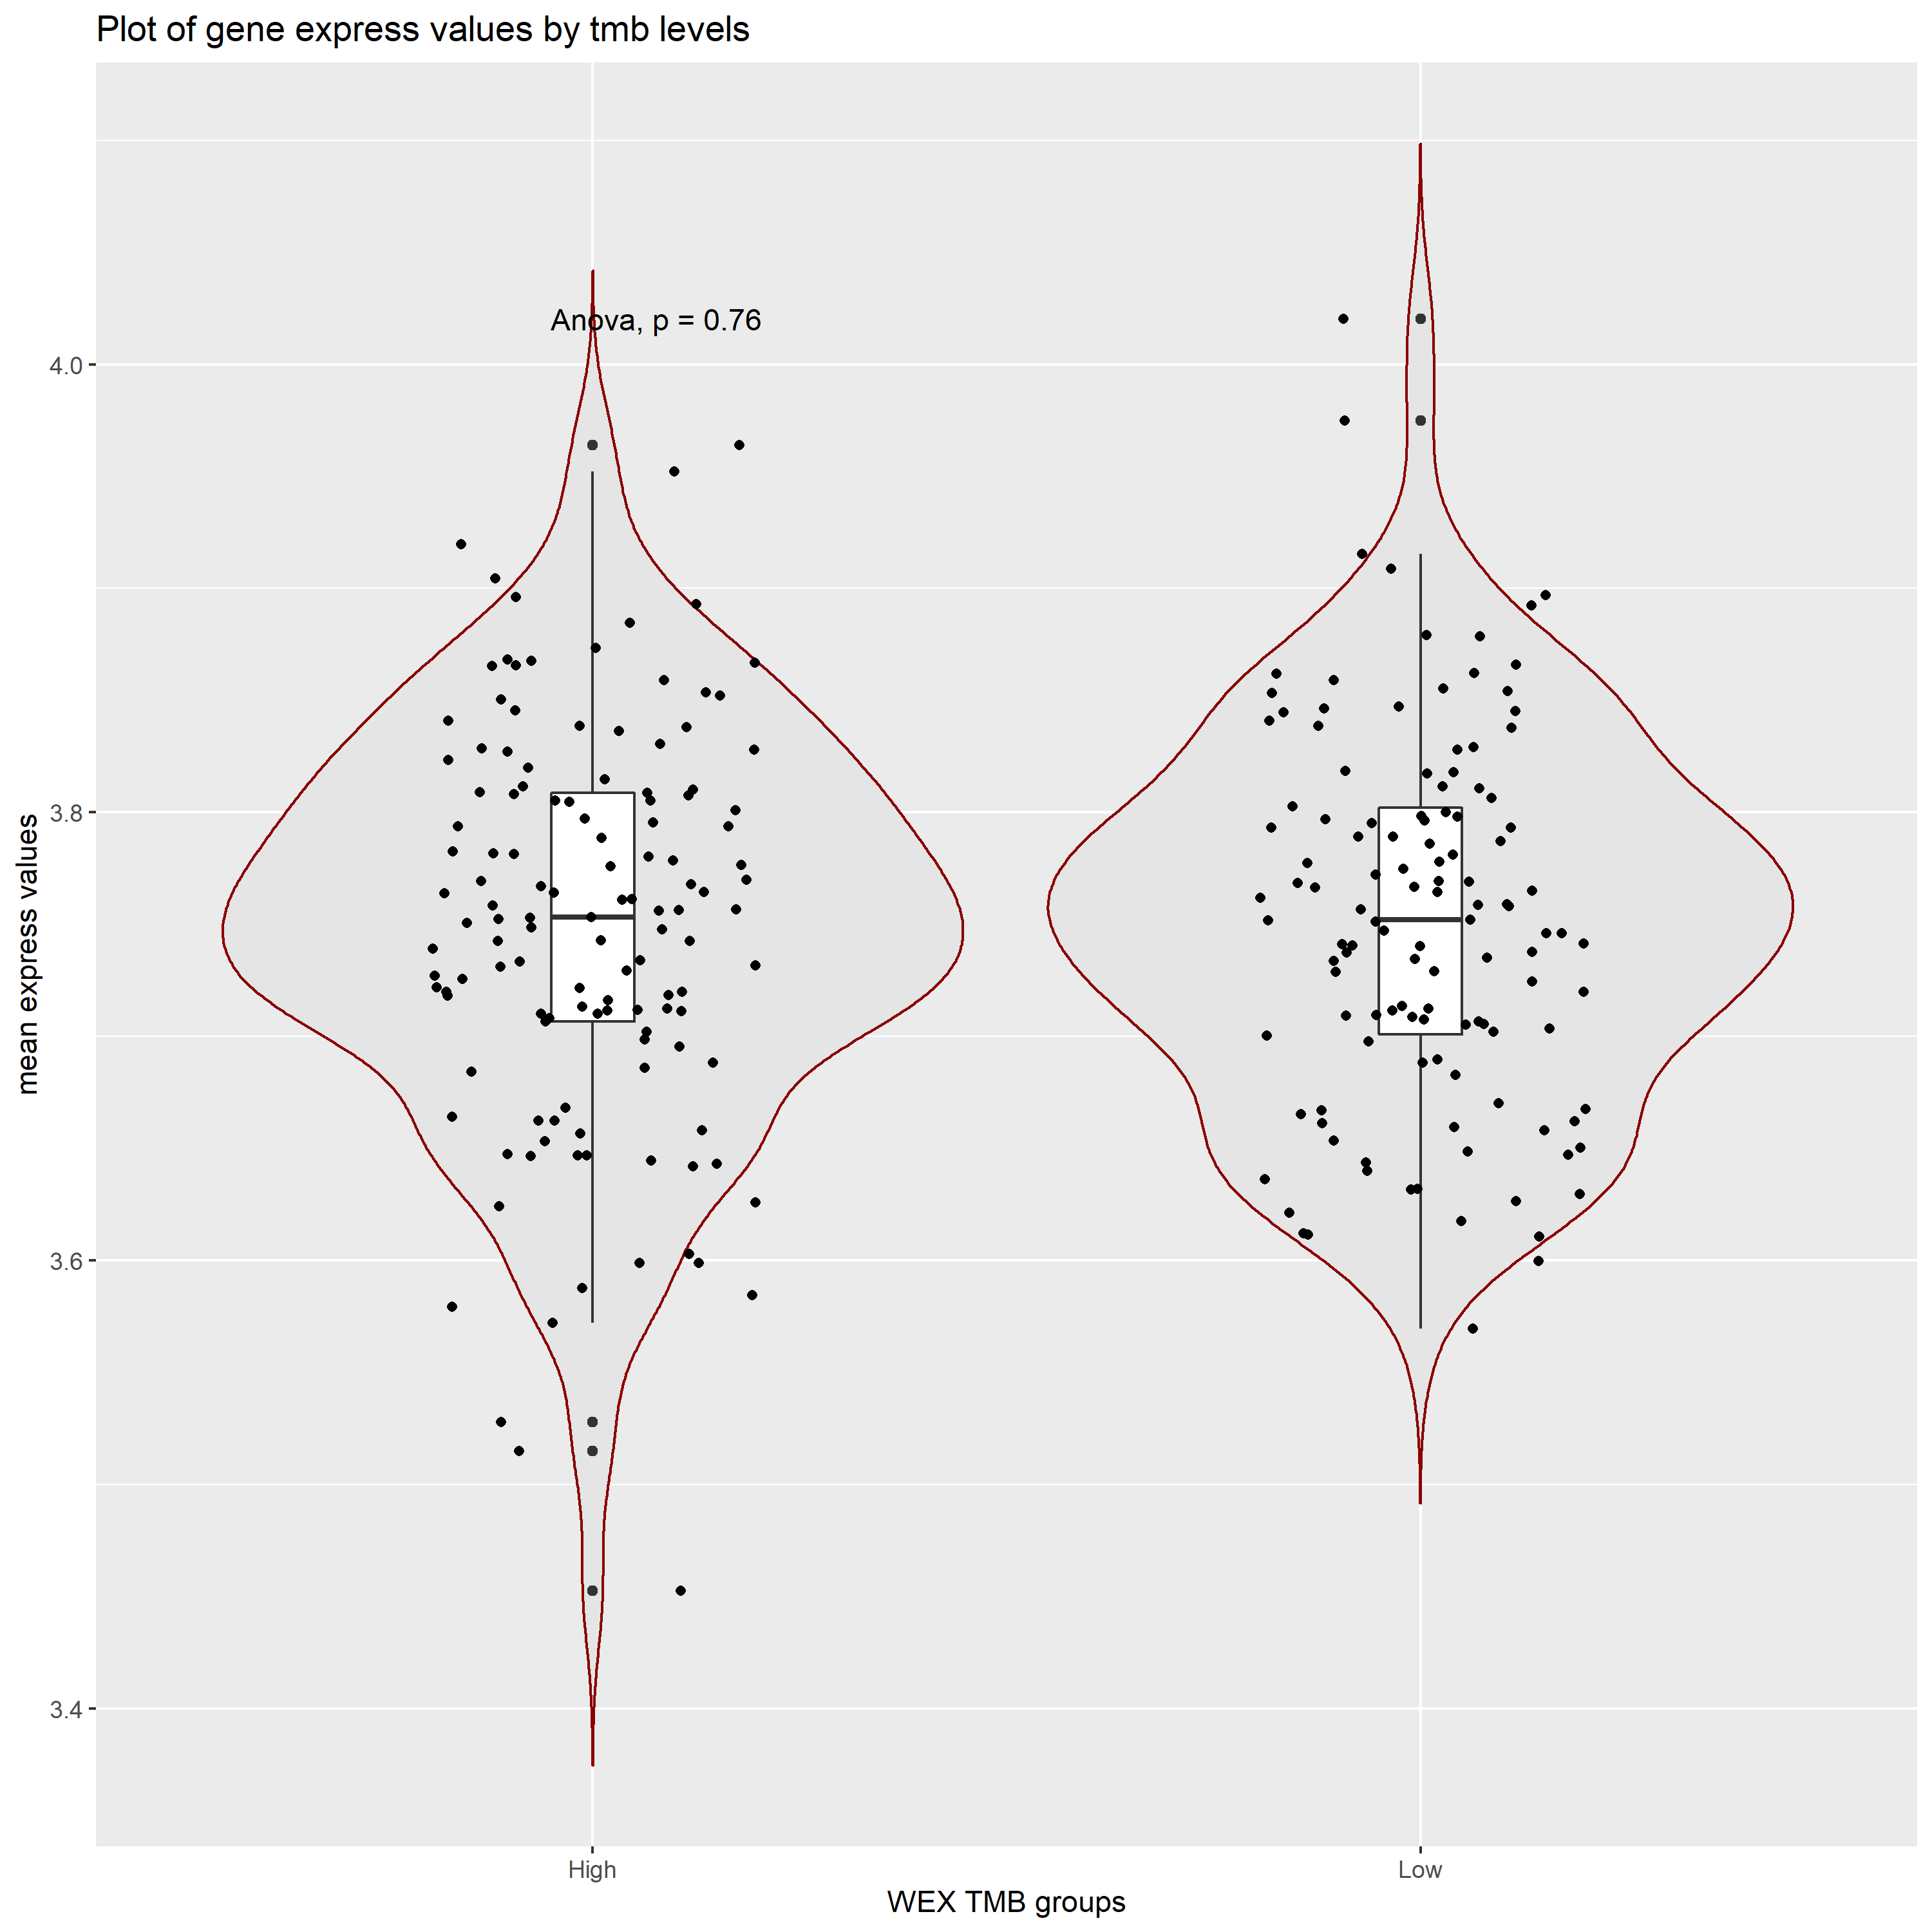 Plot of gene express values by tmb levels
Anova, p = 0.76
4.0
3.8
3.6
3.4
mean express values
High
Low
WEX TMB groups